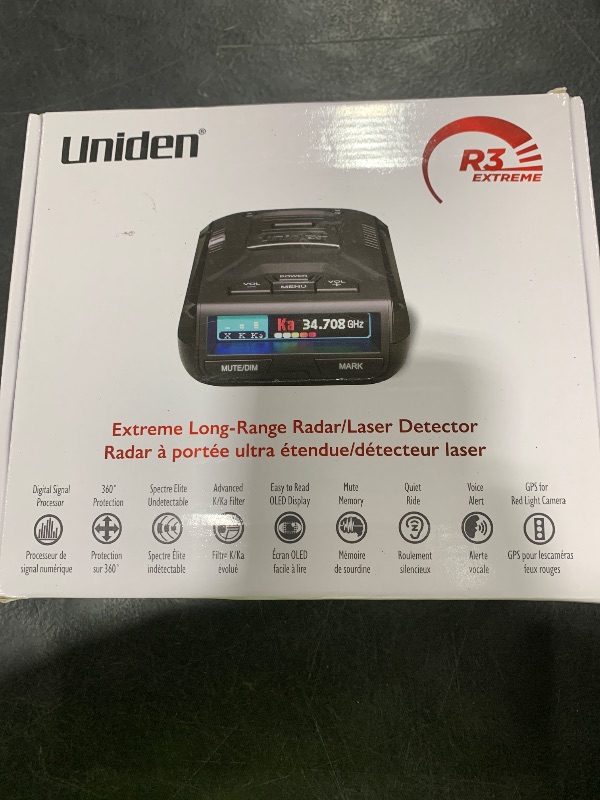 Uniden®
R3
EXTREME
Uniden
POWER
VOL - MENU VOL +
X K Ka Ka 34.708 GHz
MUTE/DIM MARK
Extreme Long-Range Radar/Laser Detector
Radar à portée ultra étendue/détecteur laser
Digital Signal Processor
360° Protection
Spectre Elite Undetectable
Advanced K/Ka Filter
Easy to Read OLED Display
Mute Memory
Quiet Ride
Voice Alert
GPS for Red Light Camera
Processeur de signal numérique
Protection sur 360°
Spectre Élite indétectable
Filtre K/Ka évolué
Écran OLED facile à lire
Mémoire de sourdine
Roulement silencieux
Alerte vocale
GPS pour lescaméras feux rouges